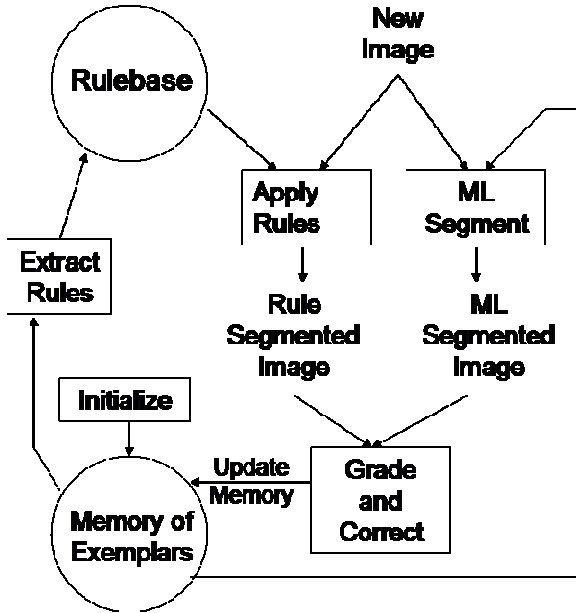 New
Image
Rulebase
Apply
Rules
ML
Segment
Extract
Rules
Rule
Segmented
Image
ML
Segmented
Image
Initialize
Update
Memory
Grade
and
Correct
Memory of
Exemplars